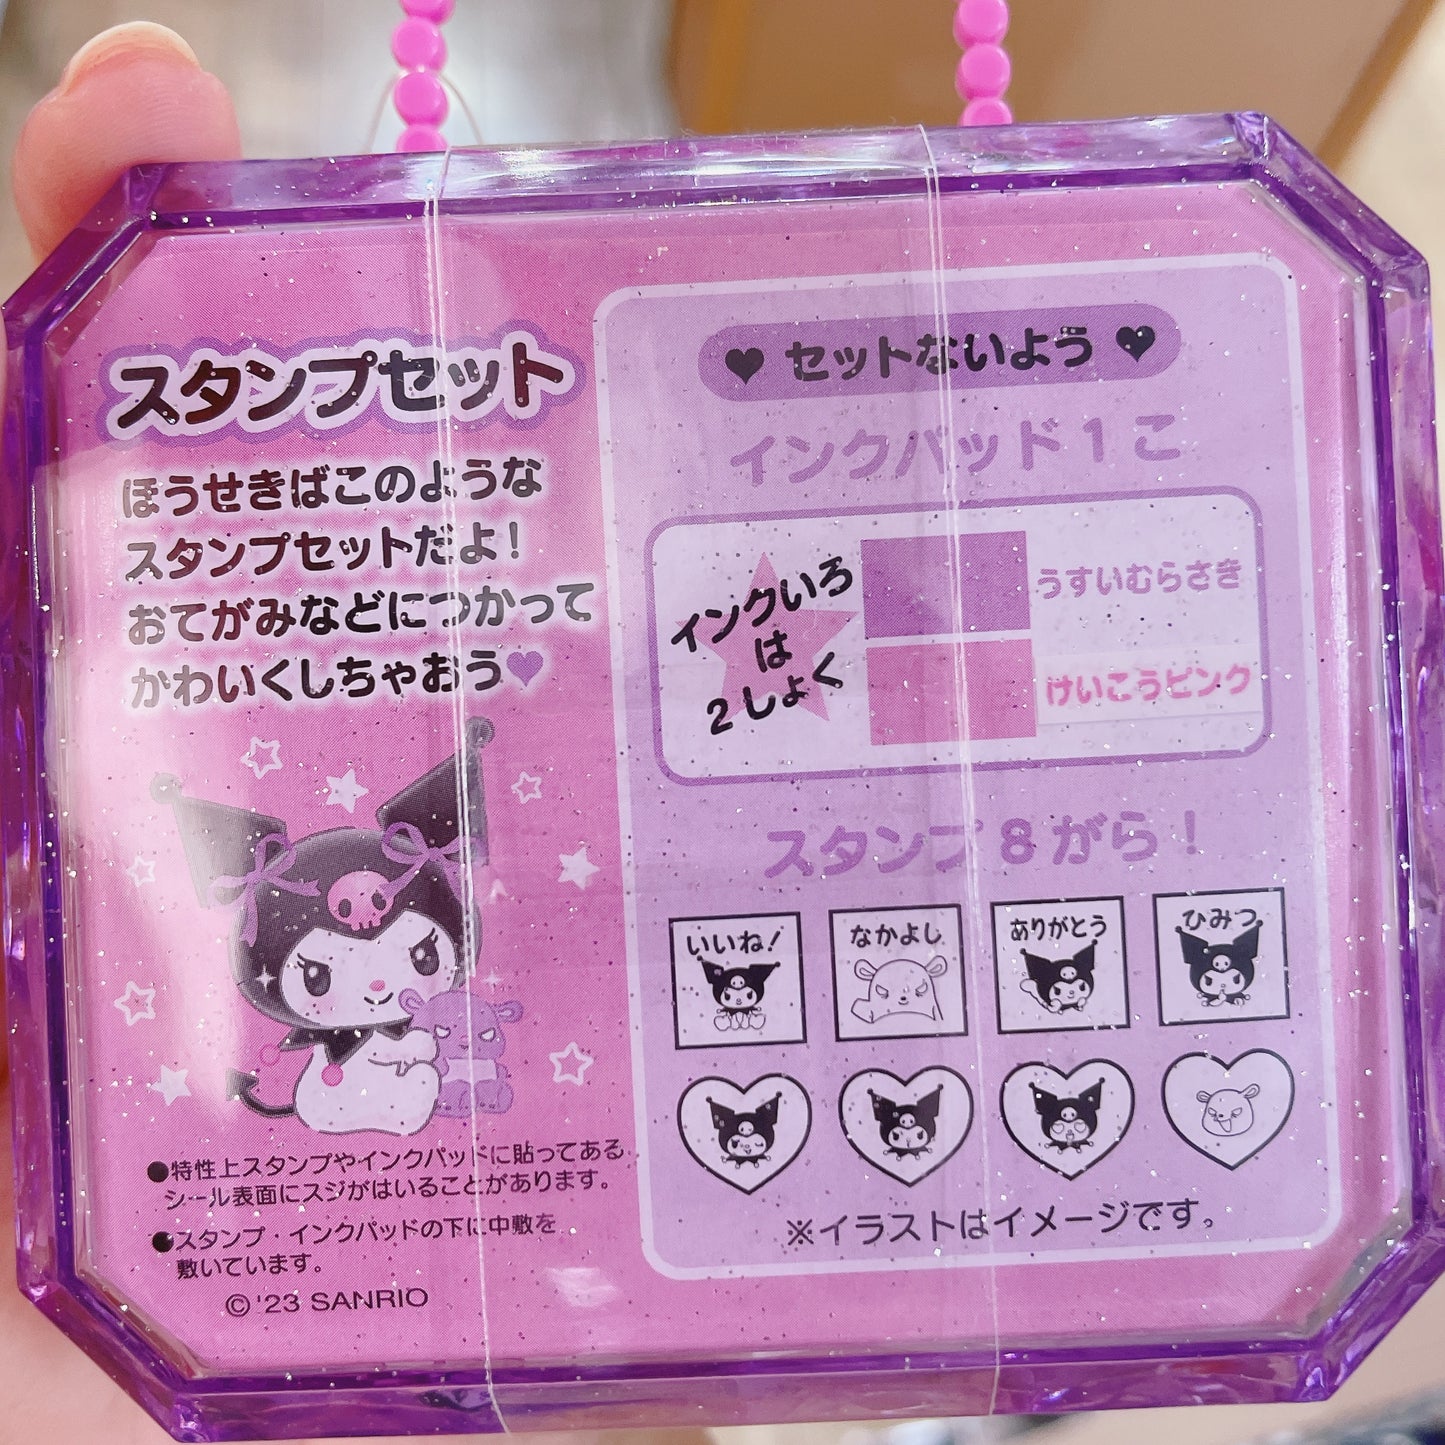 スタンプセット
ほうせきばこのような
スタンプセットだよ！
おてがみなどにつかって
かわいくしちゃおう♥
●特性上スタンプやインクパッドに貼ってある
シール表面にスジがはいることがあります。
●スタンプ・インクパッドの下に中敷を
敷いています。
©'23 SANRIO
♥ セットないよう ♥
インクパッド1こ
インクいろ
は
2しょく
うすいむらさき
けいこうピンク
スタンプ8がら！
いいね！
なかよし
ありがとう
ひみつ
※イラストはイメージです。